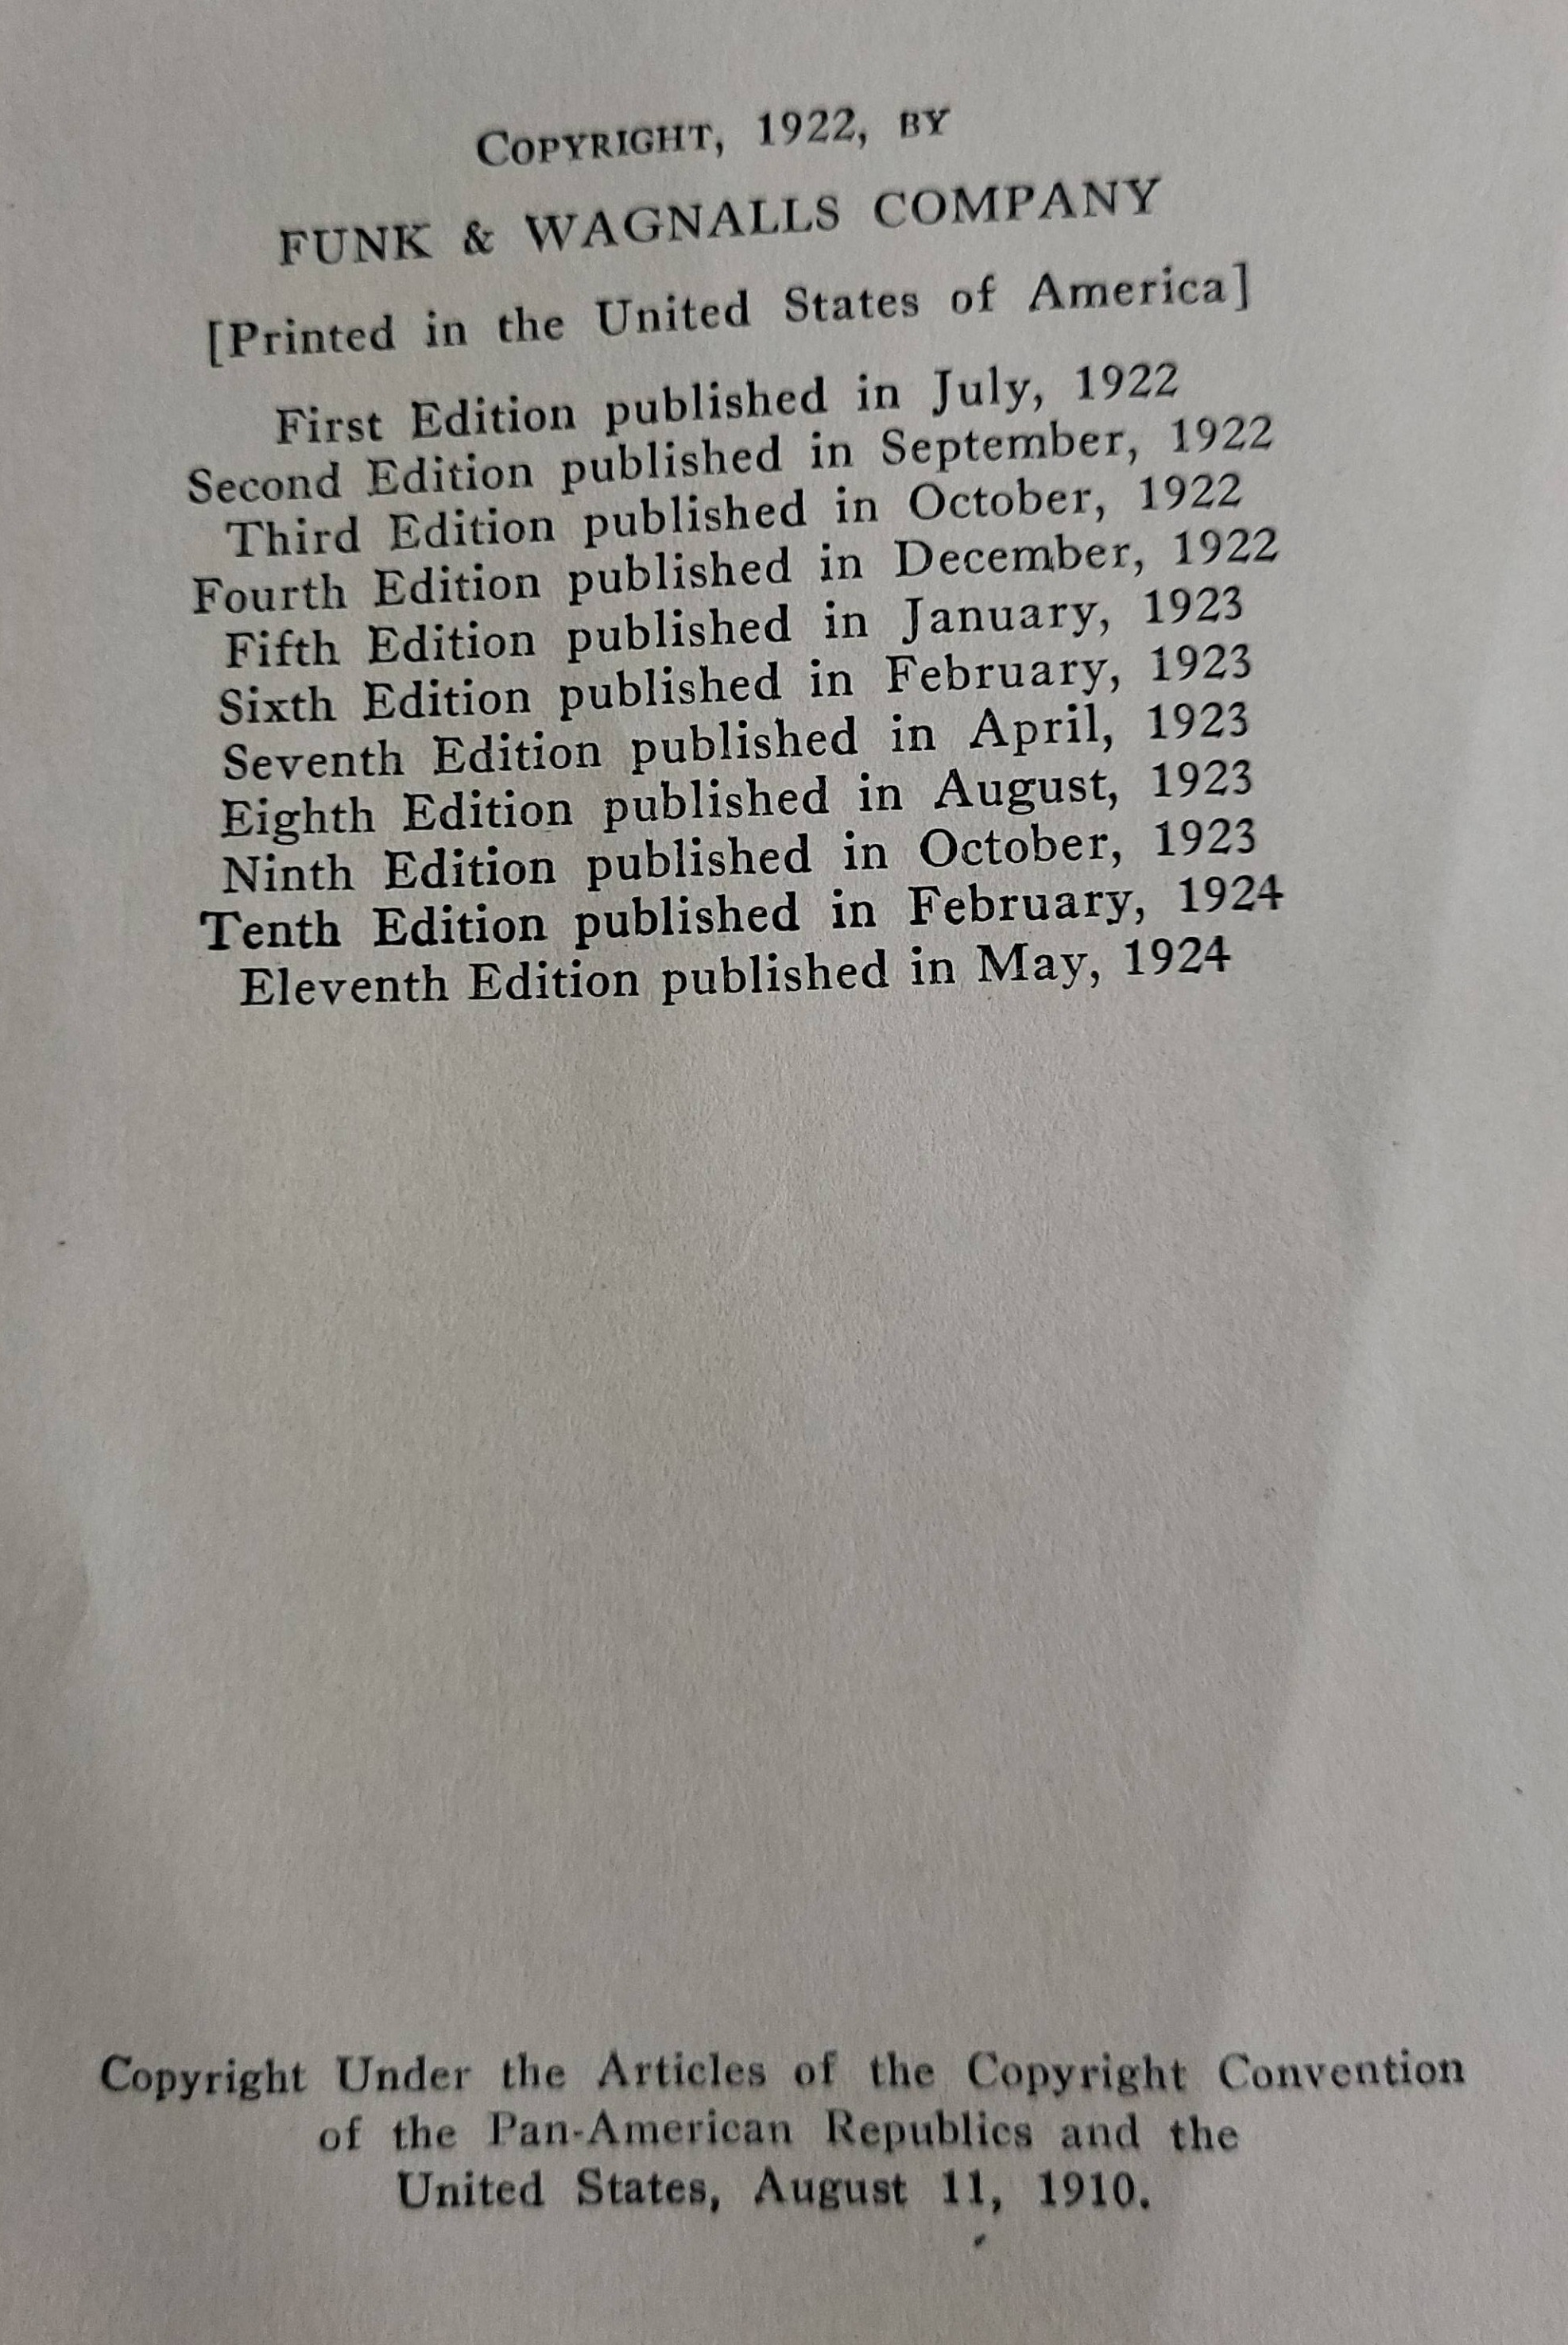 COPYRIGHT, 1922, BY
FUNK & WAGNALLS COMPANY
[Printed in the United States of America]
First Edition published in July, 1922
Second Edition published in September, 1922
Third Edition published in October, 1922
Fourth Edition published in December, 1922
Fifth Edition published in January, 1923
Sixth Edition published in February, 1923
Seventh Edition published in April, 1923
Eighth Edition published in August, 1923
Ninth Edition published in October, 1923
Tenth Edition published in February, 1924
Eleventh Edition published in May, 1924
Copyright Under the Articles of the Copyright Convention
of the Pan-American Republics and the
United States, August 11, 1910.